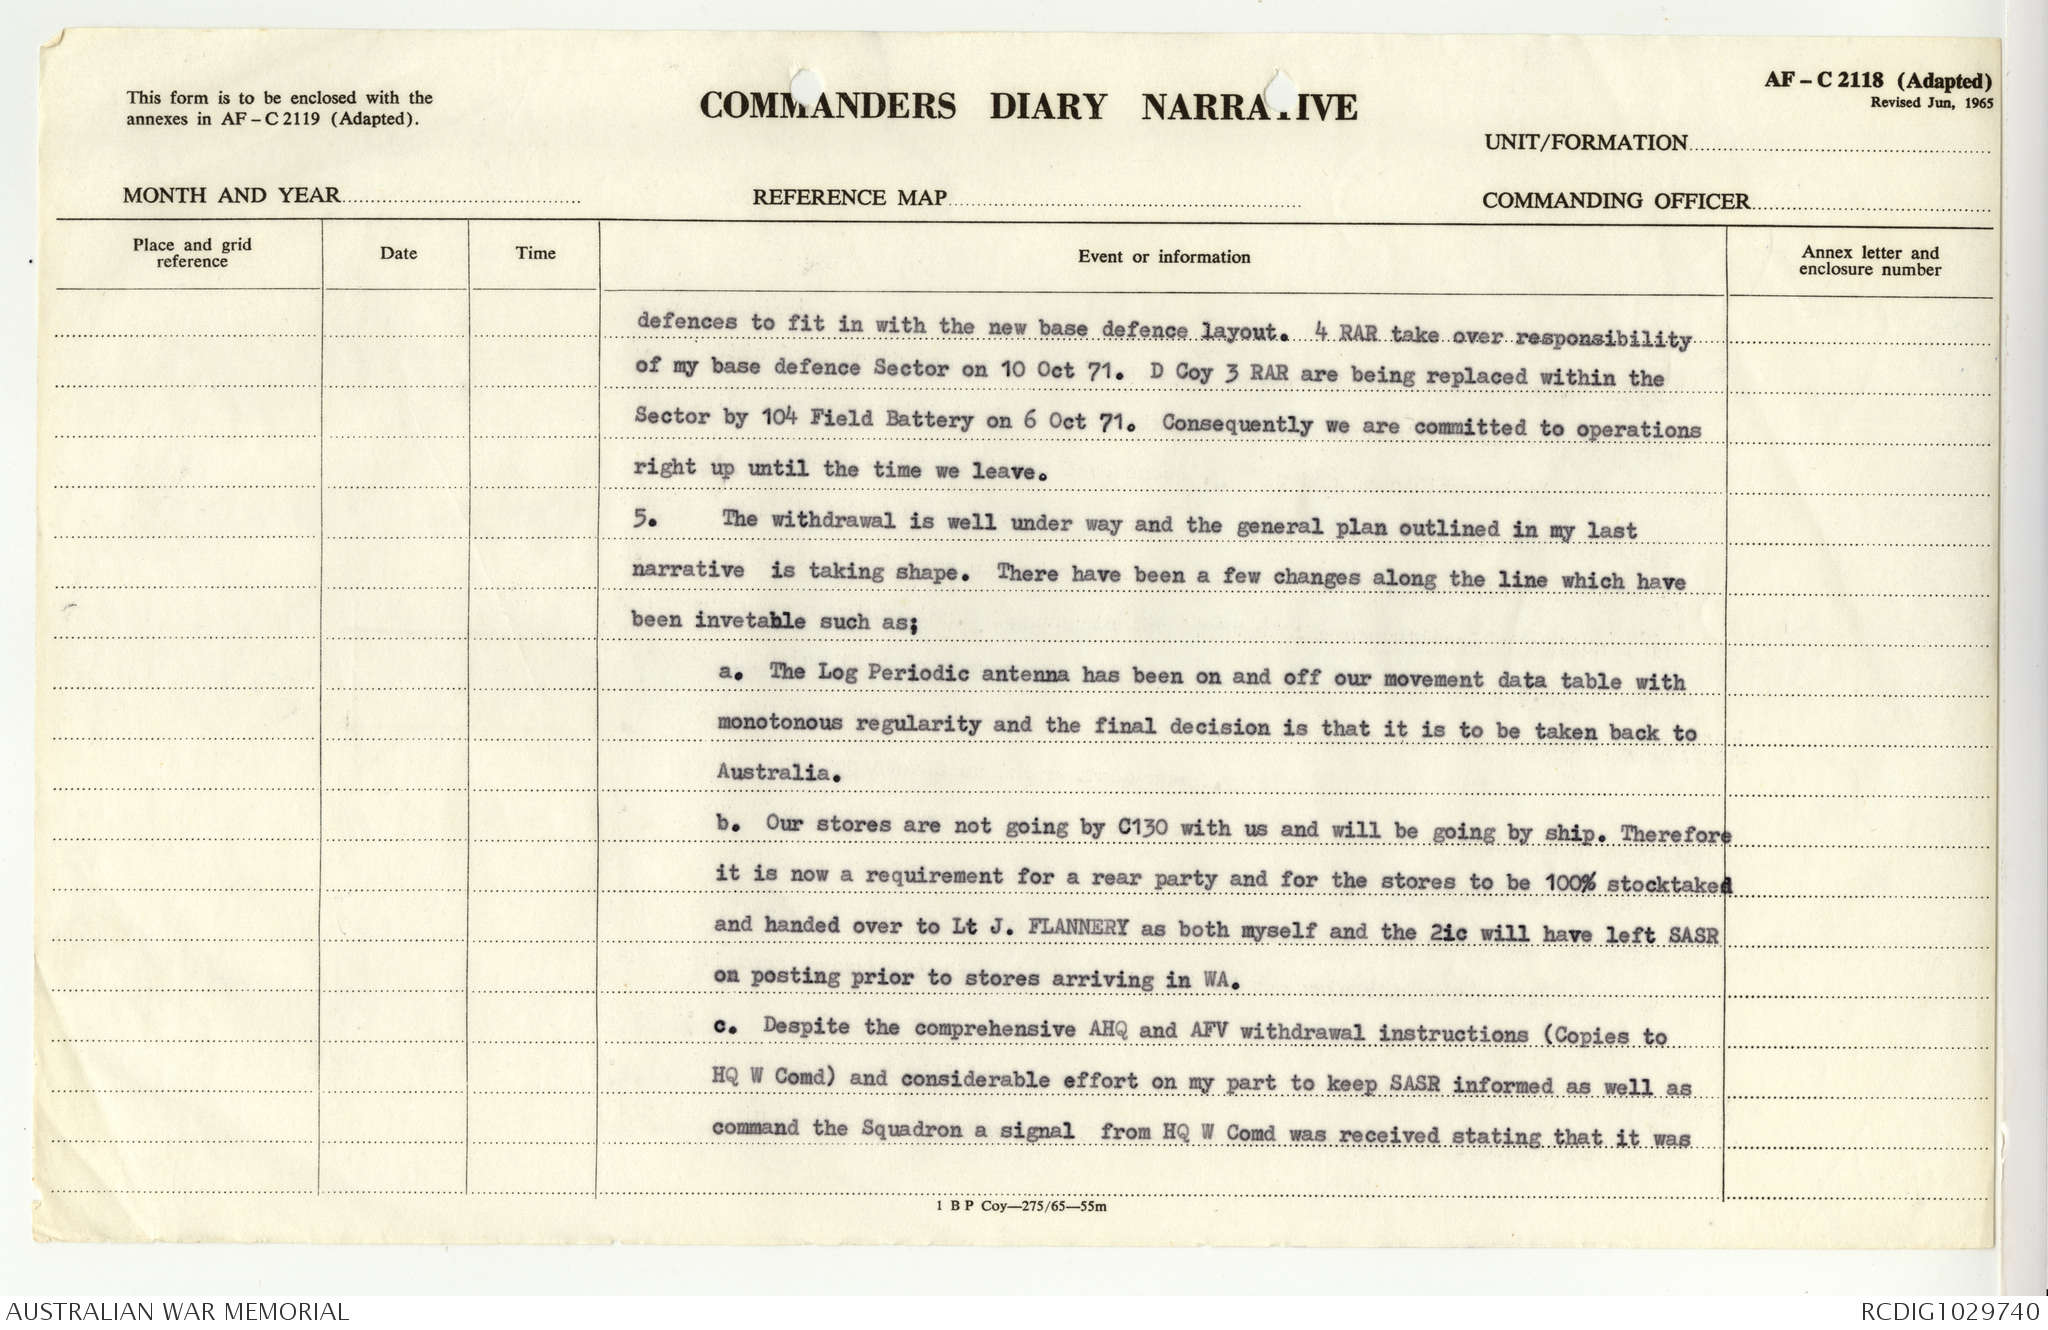 This form is to be enclosed with the
annexes in AF – C 2119 (Adapted).
COMMANDERS DIARY NARRATIVE
AF – C 2118 (Adapted)
Revised Jun, 1965
UNIT/FORMATION
MONTH AND YEAR
REFERENCE MAP
COMMANDING OFFICER
Place and grid
reference
Date
Time
Event or information
Annex letter and
enclosure number
defences to fit in with the new base defence layout. 4 RAR take over responsibility
of my base defence Sector on 10 Oct 71. D Coy 3 RAR are being replaced within the
Sector by 104 Field Battery on 6 Oct 71. Consequently we are committed to operations
right up until the time we leave.
5. The withdrawal is well under way and the general plan outlined in my last
narrative is taking shape. There have been a few changes along the line which have
been invetable such as;
a. The Log Periodic antenna has been on and off our movement data table with
monotonous regularity and the final decision is that it is to be taken back to
Australia.
b. Our stores are not going by C130 with us and will be going by ship. Therefore
it is now a requirement for a rear party and for the stores to be 100% stocktaked
and handed over to Lt J. FLANNERY as both myself and the 2ic will have left SASR
on posting prior to stores arriving in WA.
c. Despite the comprehensive AHQ and AFV withdrawal instructions (Copies to
HQ W Comd) and considerable effort on my part to keep SASR informed as well as
command the Squadron a signal from HQ W Comd was received stating that it was
1 B P Coy—275/65—55m
AUSTRALIAN WAR MEMORIAL
RCDIG1029740